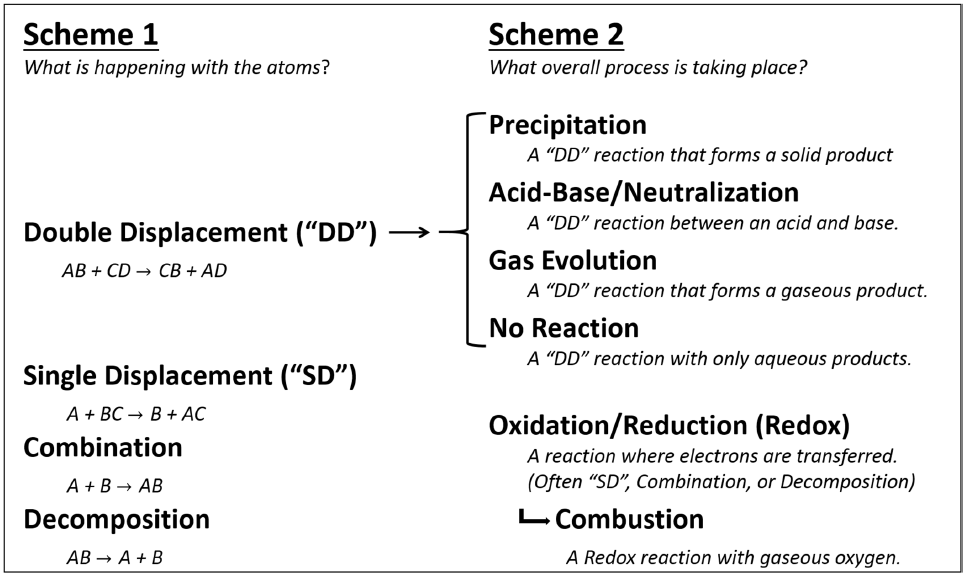 Scheme 1
What is happening with the atoms?
Double Displacement (“DD”)
AB + CD → CB + AD
Single Displacement (“SD”)
A + BC → B + AC
Combination
A + B → AB
Decomposition
AB → A + B
Scheme 2
What overall process is taking place?
Precipitation
A “DD” reaction that forms a solid product
Acid-Base/Neutralization
A “DD” reaction between an acid and base.
Gas Evolution
A “DD” reaction that forms a gaseous product.
No Reaction
A “DD” reaction with only aqueous products.
Oxidation/Reduction (Redox)
A reaction where electrons are transferred.
(Often “SD”, Combination, or Decomposition)
Combustion
A Redox reaction with gaseous oxygen.